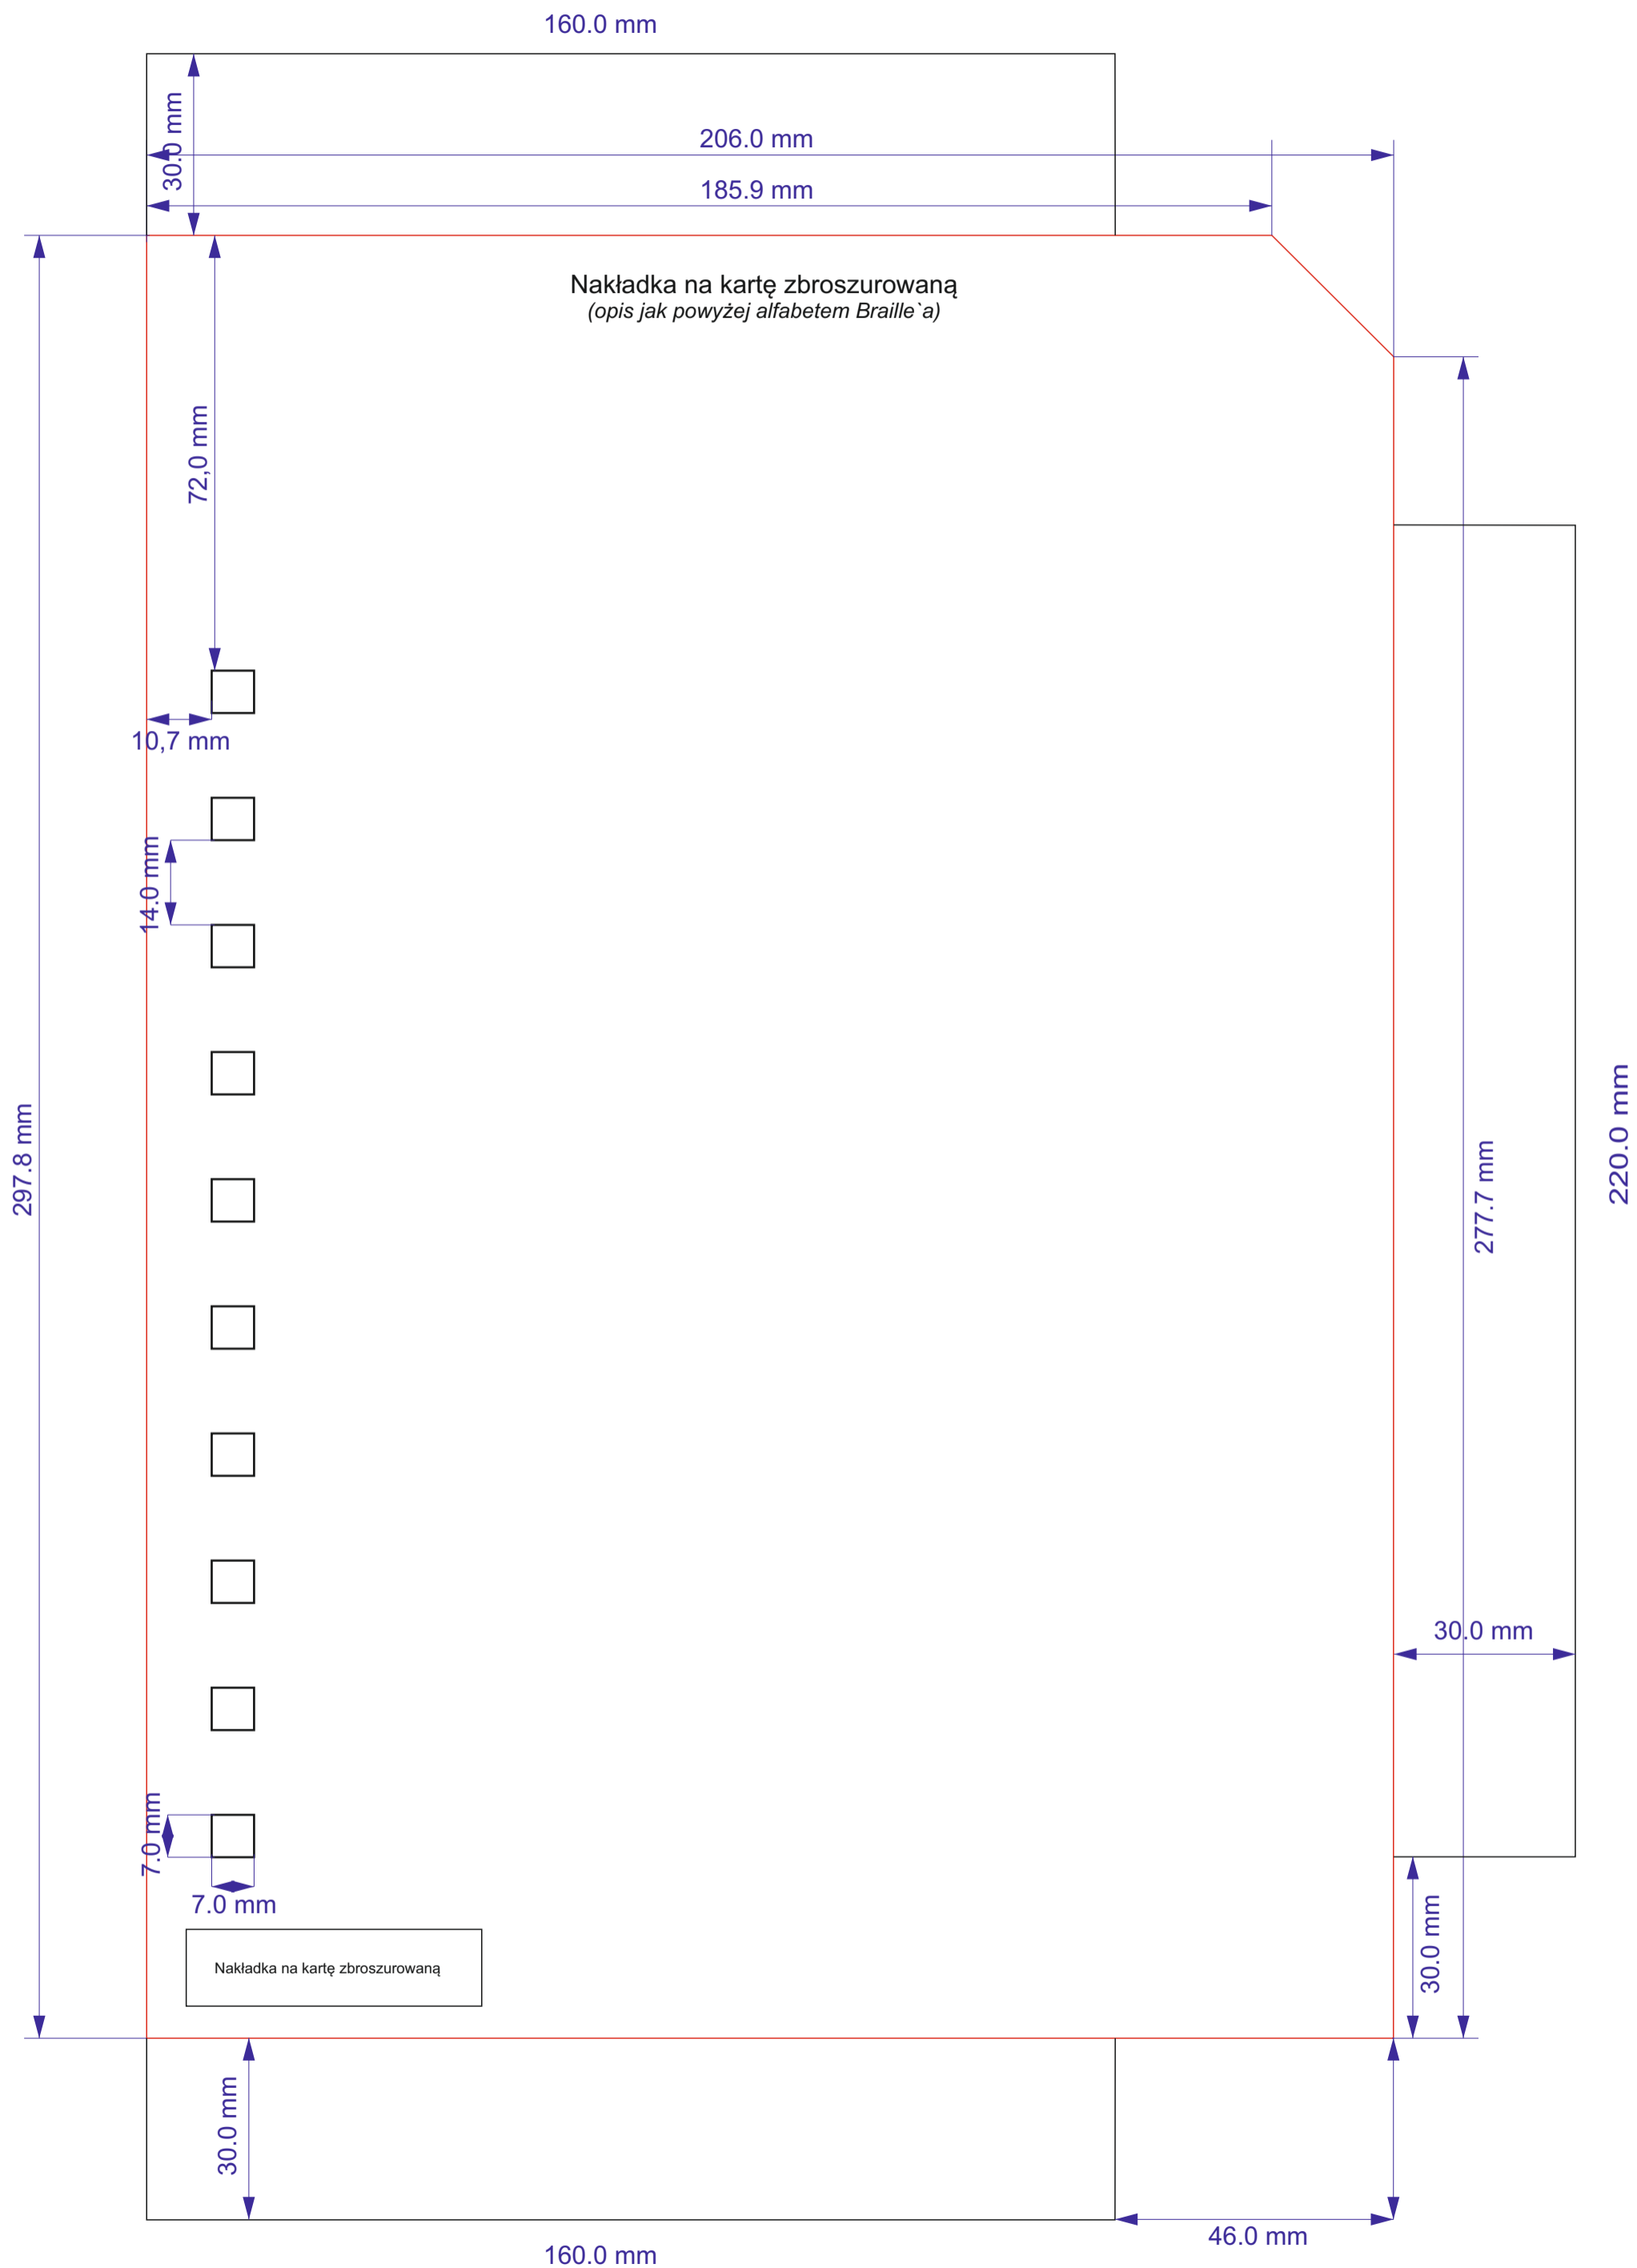 160.0 mm
30.0 mm
206.0 mm
185.9 mm
Nakładka na kartę zbroszurowaną
(opis jak powyżej alfabetem Braille`a)
72,0 mm
10,7 mm
14.0 mm
297.8 mm
220.0 mm
277.7 mm
30.0 mm
7.0 mm
7.0 mm
30.0 mm
Nakładka na kartę zbroszurowaną
30.0 mm
46.0 mm
160.0 mm